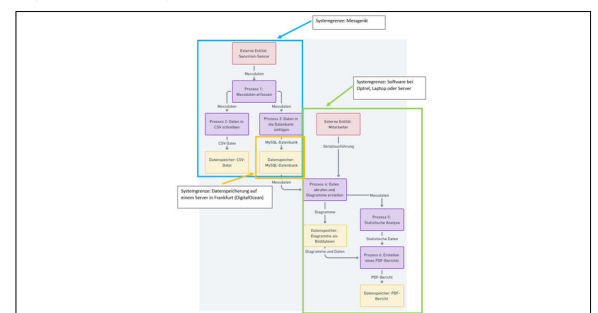 Systemgrenze: Messgerät
Externe Entität:
Sensirion-Sensor
Messdaten
Prozess 1:
Messdaten erfassen
Messdaten
Messdaten
Prozess 2: Daten in
CSV schreiben
Prozess 3: Daten in
die Datenbank
einfügen
CSV-Datei
MySQL-Datenbank
Datenspeicher: CSV-
Datei
Datenspeicher:
MySQL-Datenbank
Messdaten
Systemgrenze: Datenspeicherung auf
einem Server in Frankfurt (DigitalOcean)
Systemgrenze: Software bei
Optrel, Laptop oder Server
Externe Entität:
Mitarbeiter
Skriptausführung
Prozess 4: Daten
abrufen und
Diagramme erstellen
Messdaten
Diagramme
Prozess 5:
Statistische Analyse
Datenspeicher:
Diagramme als
Bilddateien
Statistische Daten
Diagramme und Daten
Prozess 6: Erstellen
eines PDF-Berichts
PDF-Bericht
Datenspeicher: PDF-
Bericht